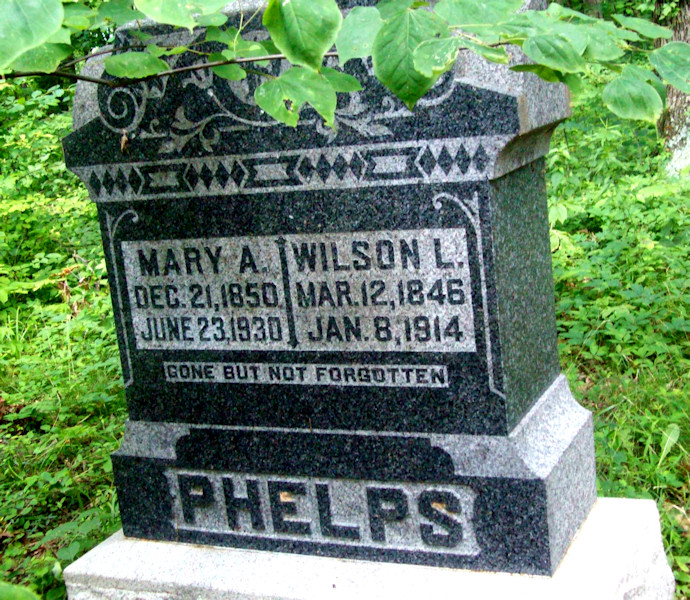 MARY A. WILSON L.
DEC. 21, 1850 MAR. 12, 1846
JUNE 23, 1930 JAN. 8, 1914
GONE BUT NOT FORGOTTEN
PHELPS